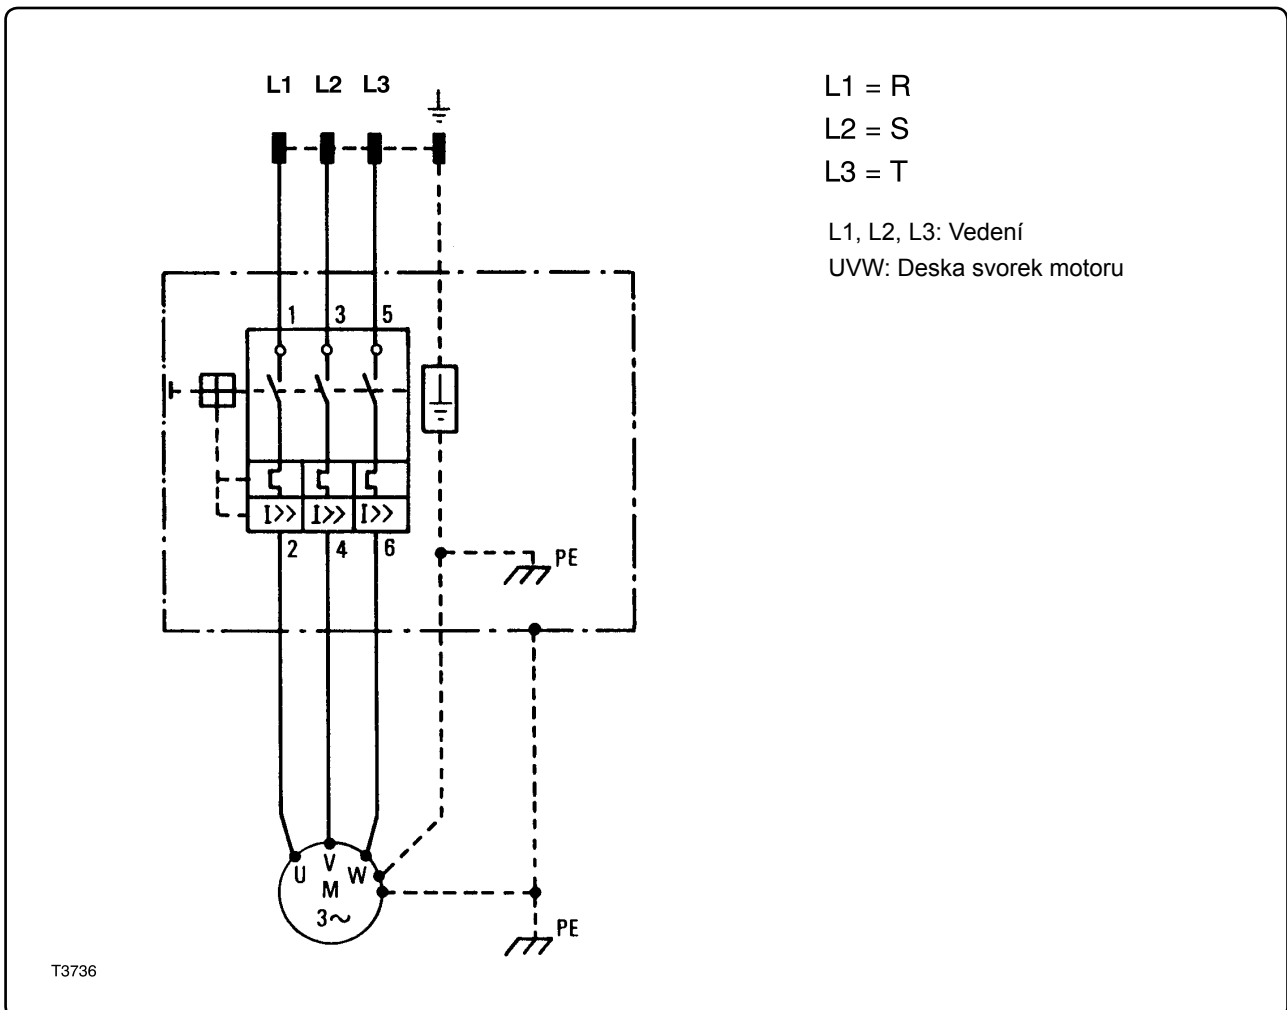 L1 L2 L3
L1 = R
L2 = S
L3 = T
L1, L2, L3: Vedení
UVW: Deska svorek motoru
1 3 5
I>> I>> I>>
2 4 6
PE
U V W
M
3~
PE
T3736